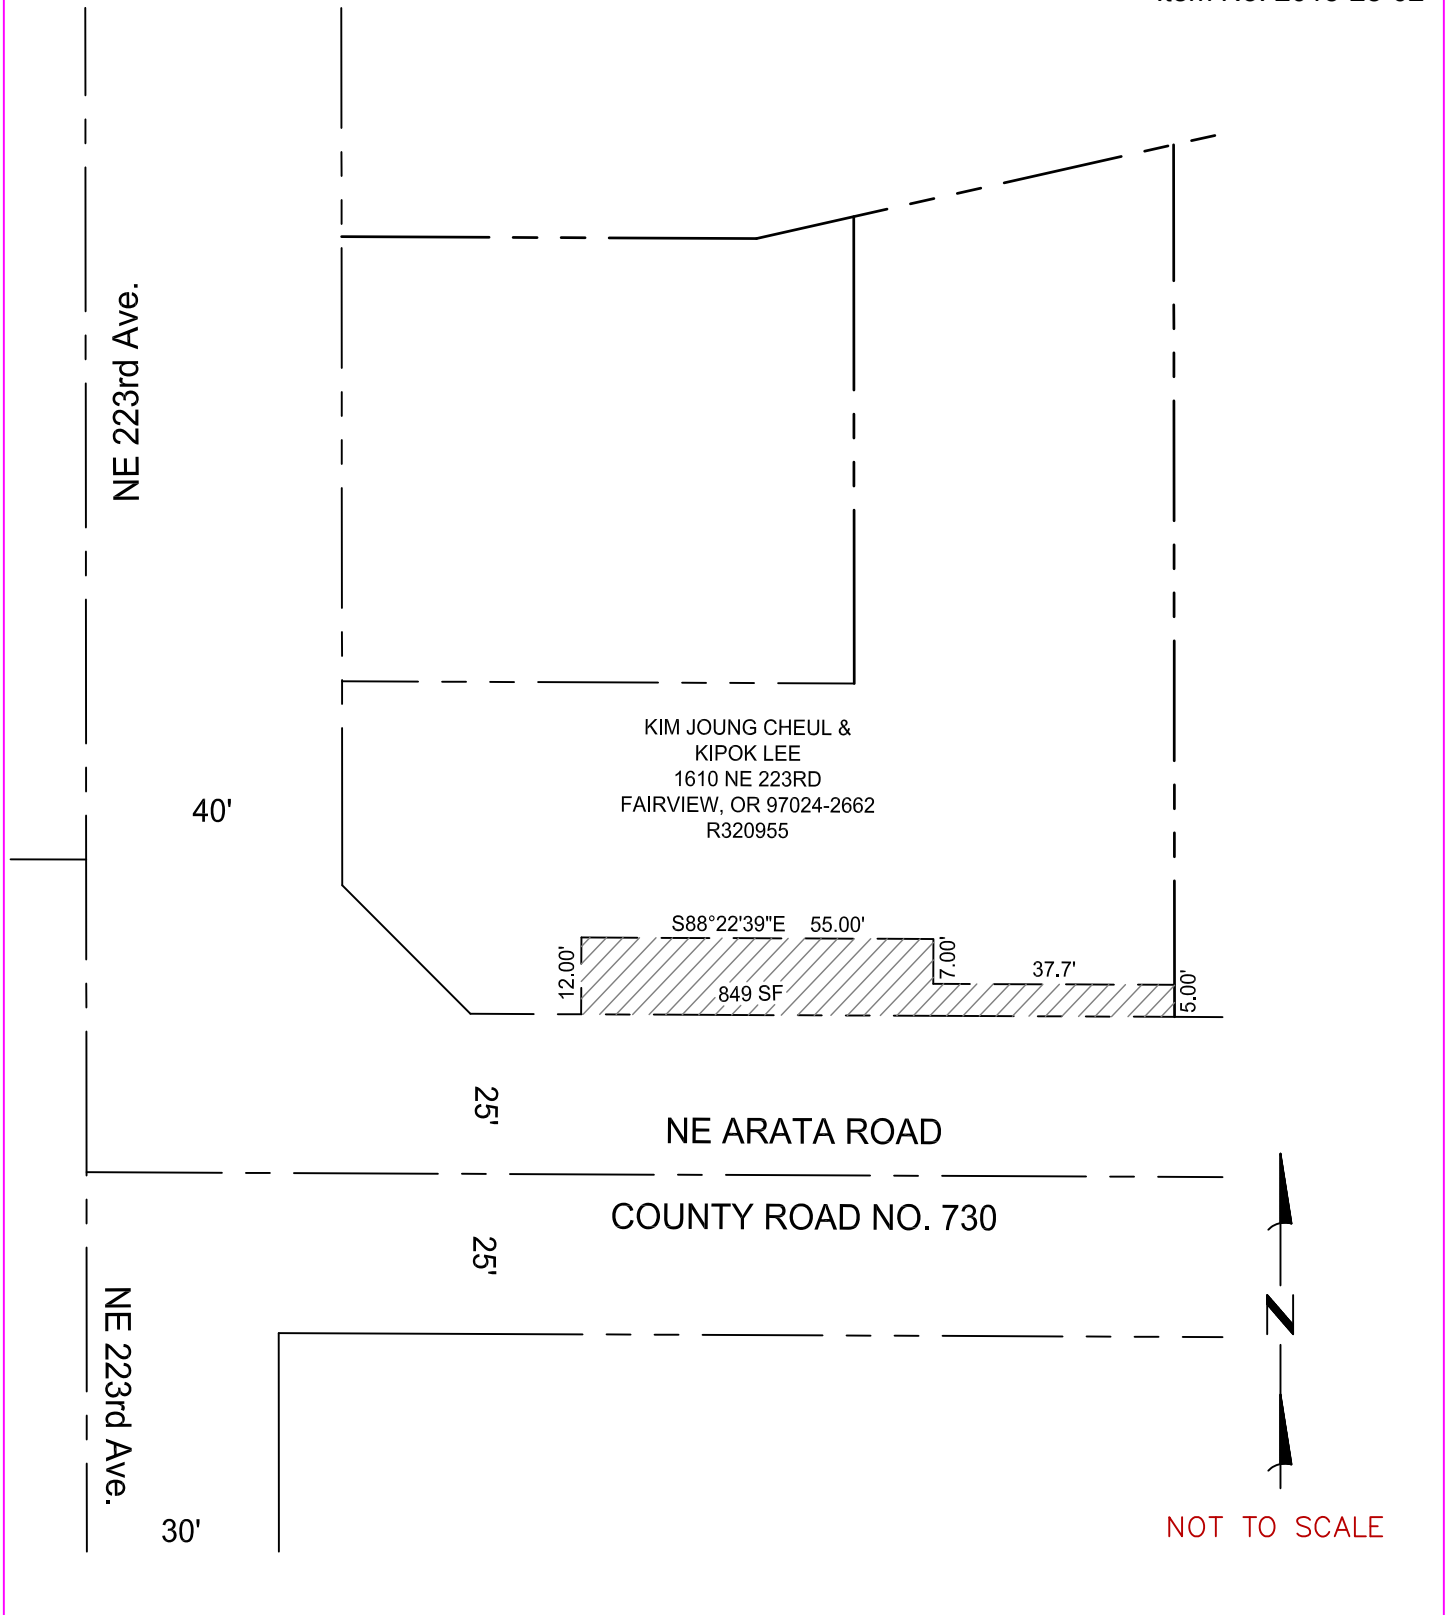 NE 223rd Ave.
KIM JOUNG CHEUL &
KIPOK LEE
1610 NE 223RD
FAIRVIEW, OR 97024-2662
R320955
40'
S88°22'39"E 55.00'
12.00'
7.00'
37.7'
5.00'
849 SF
25'
NE ARATA ROAD
COUNTY ROAD NO. 730
25'
N
NE 223rd Ave.
30'
NOT TO SCALE